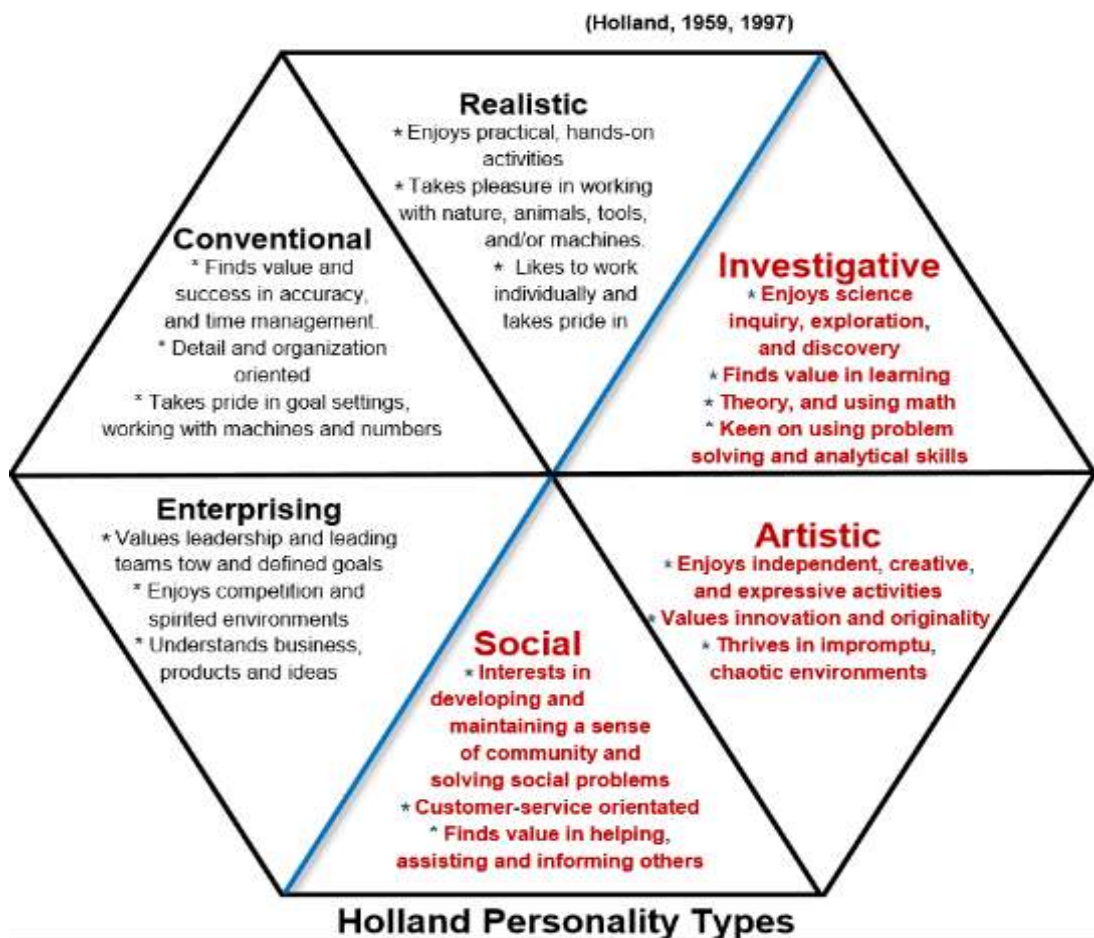 (Holland, 1959, 1997)
Realistic
* Enjoys practical, hands-on
activities
* Takes pleasure in working
with nature, animals, tools,
and/or machines.
* Likes to work
individually and
takes pride in
Conventional
* Finds value and
success in accuracy,
and time management.
* Detail and organization
oriented
* Takes pride in goal settings,
working with machines and numbers
Investigative
* Enjoys science
inquiry, exploration,
and discovery
* Finds value in learning
* Theory, and using math
* Keen on using problem
solving and analytical skills
Enterprising
* Values leadership and leading
teams tow and defined goals
* Enjoys competition and
spirited environments
* Understands business,
products and ideas
Social
* Interests in
developing and
maintaining a sense
of community and
solving social problems
* Customer-service orientated
* Finds value in helping,
assisting and informing others
Artistic
* Enjoys independent, creative,
and expressive activities
* Values innovation and originality
* Thrives in impromptu,
chaotic environments
Holland Personality Types